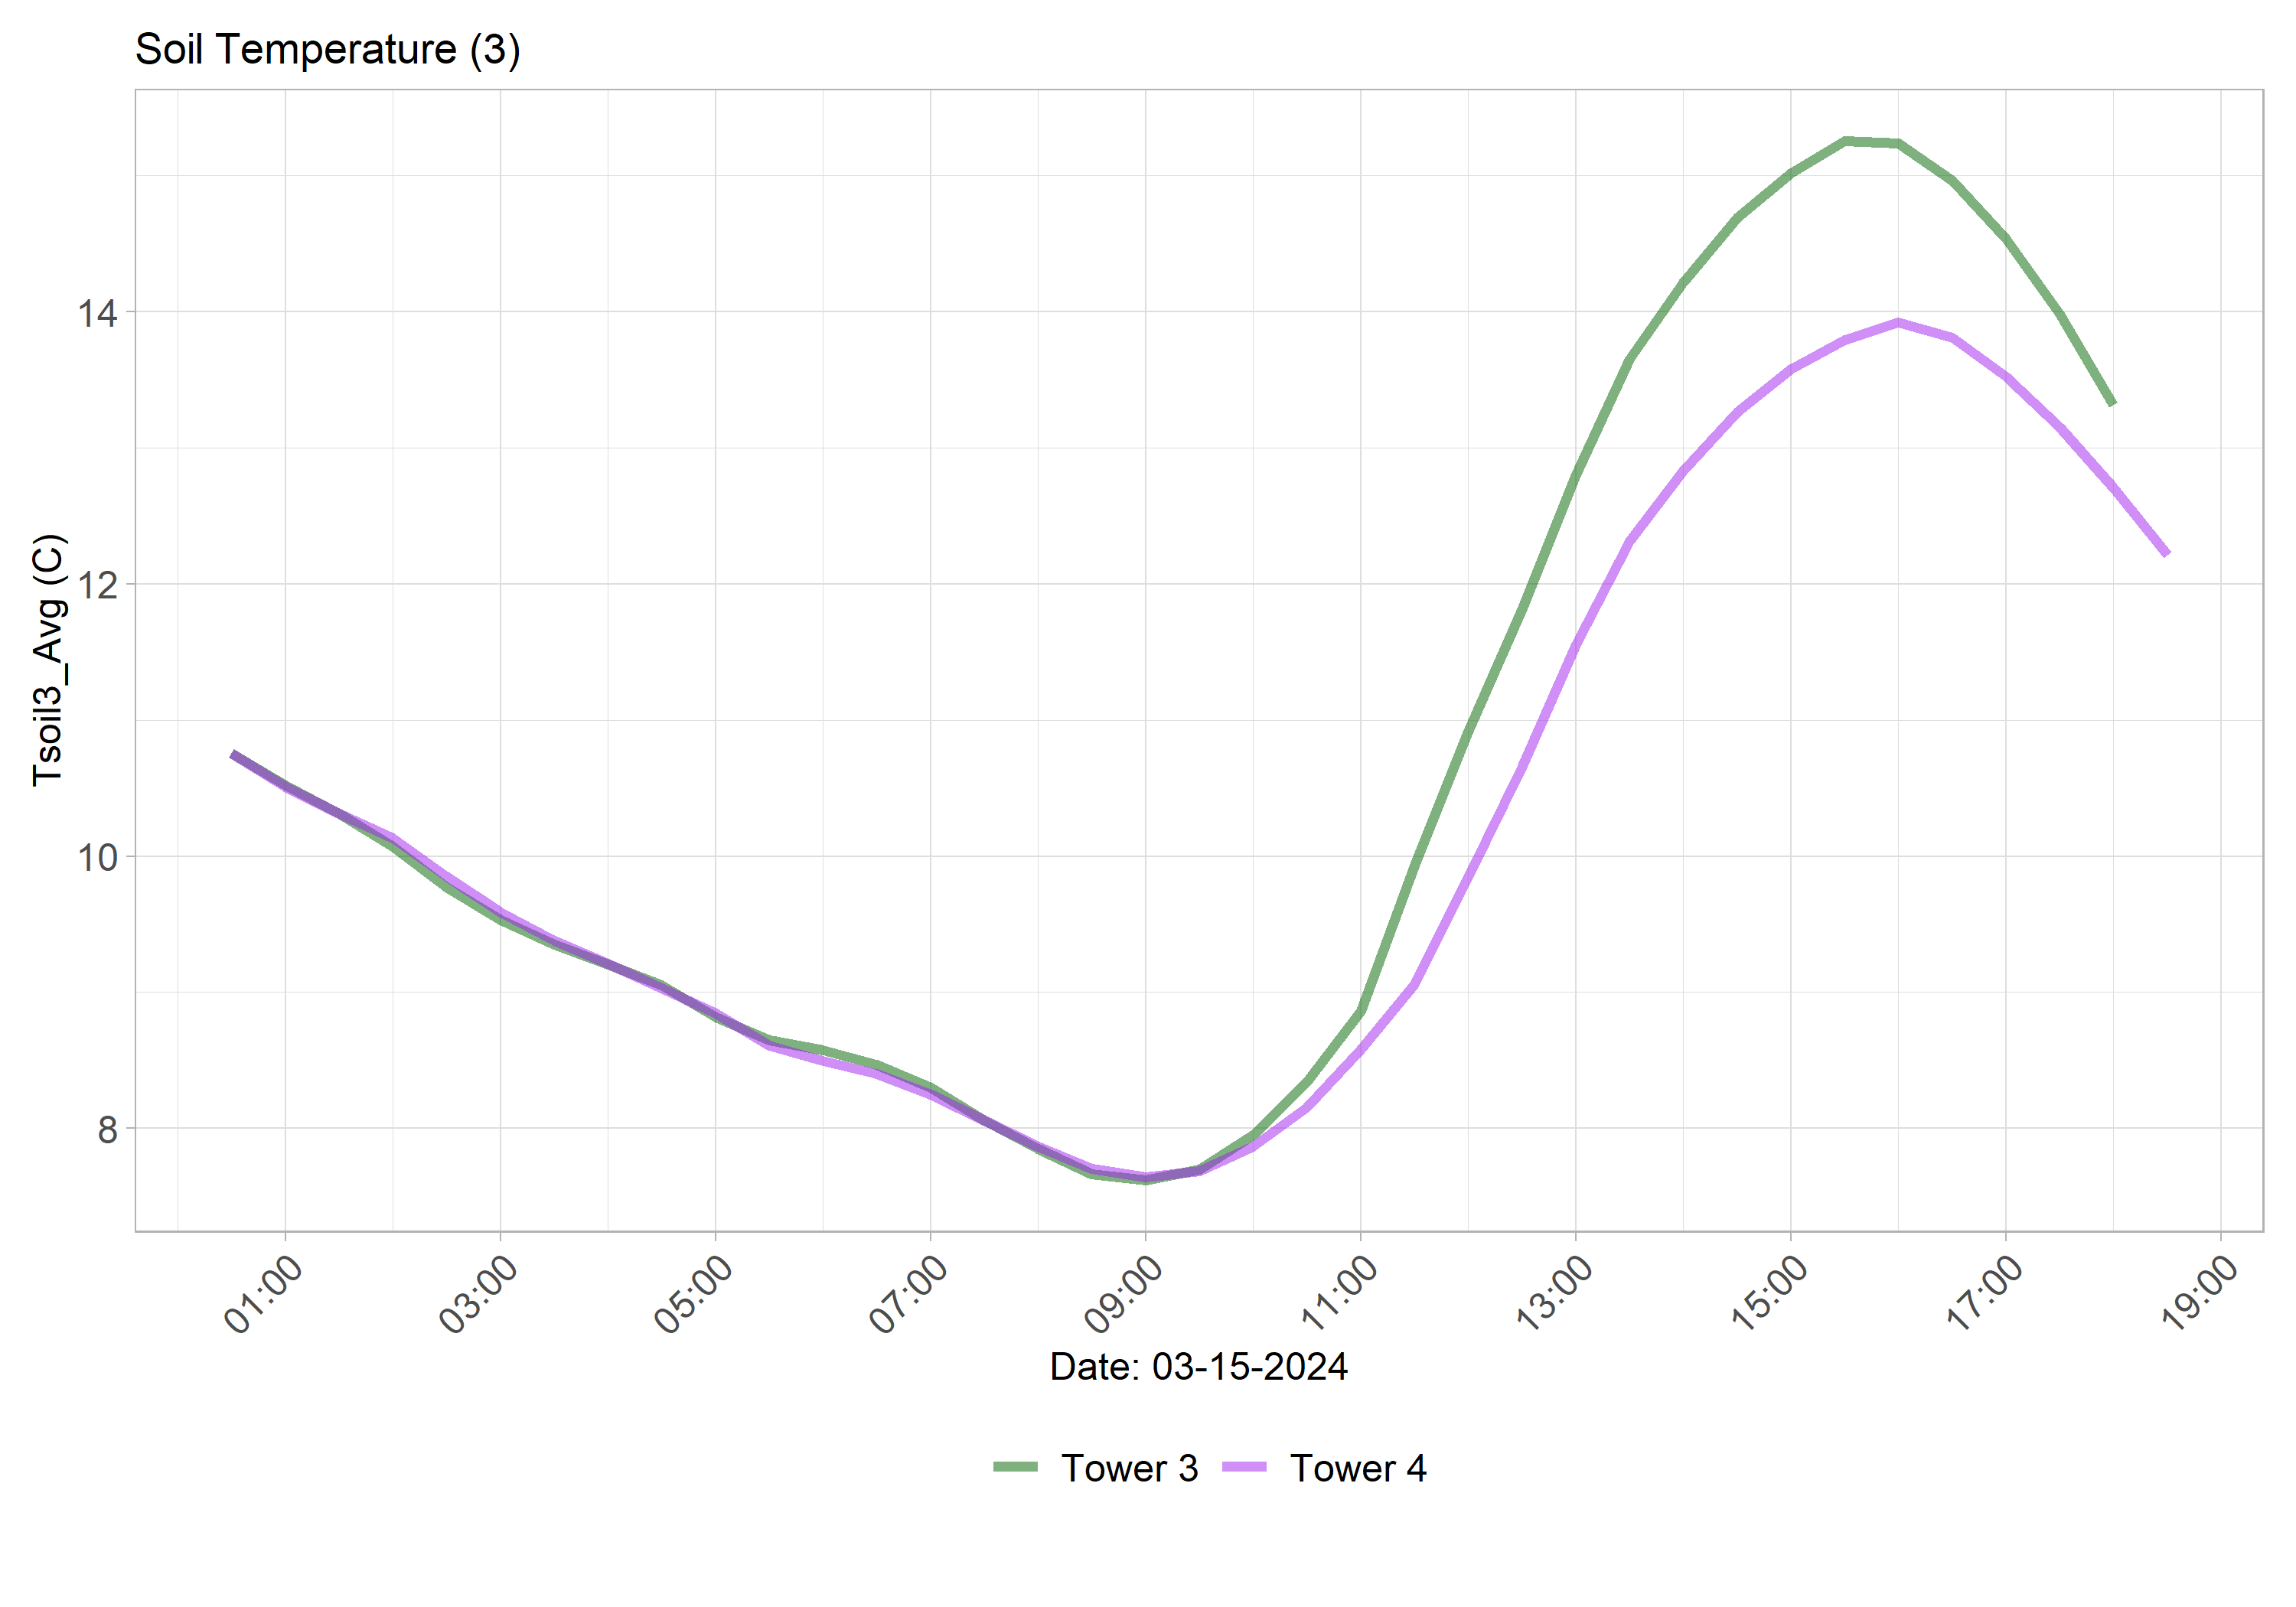 Soil Temperature (3)
Tsoil3_Avg (C)
14
12
10
8
01:00 03:00 05:00 07:00 09:00 11:00 13:00 15:00 17:00 19:00
Date: 03-15-2024
Tower 3 Tower 4